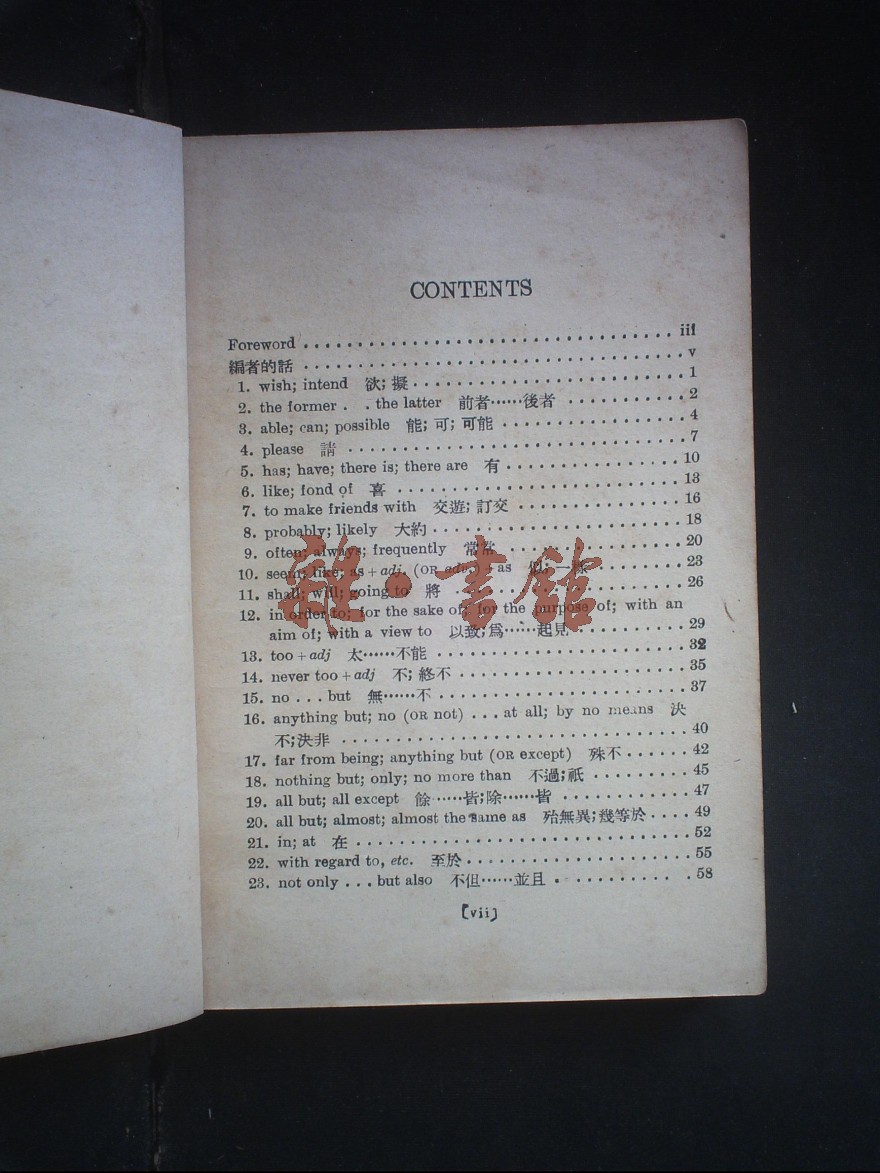 CONTENTS
Foreword .................................. iii
編者的話 .................................. v
1. wish; intend 欲; 擬 .................... 1
2. the former . . the latter 前者……後者 .......... 2
3. able; can; possible 能; 可; 可能 .............. 4
4. please 請 .............................. 7
5. has; have; there is; there are 有 .............. 10
6. like; fond of 喜 ........................ 13
7. to make friends with 交遊; 訂交 .............. 16
8. probably; likely 大約 .................... 18
9. often; always; frequently 常常 .............. 20
10. seem; like; as + adj. (OR adv.) + as 一樣 ........ 23
11. shall; will; going to 將 .................. 26
12. in order to; for the sake of; for the purpose of; with an
aim of; with a view to 以致; 爲……起見 .......... 29
13. too + adj 太……不能 .................... 32
14. never too + adj 不; 終不 .................. 35
15. no ... but 無……不 .................... 37
16. anything but; no (OR not) ... at all; by no means 決
不; 決非 .............................. 40
17. far from being; anything but (OR except) 殊不 ...... 42
18. nothing but; only; no more than 不過; 祇 ........ 45
19. all but; all except 餘……皆; 除……皆 .......... 47
20. all but; almost; almost the same as 殆無異; 幾等於 .... 49
21. in; at 在 .............................. 52
22. with regard to, etc. 至於 .................. 55
23. not only ... but also 不但……並且 . .......... . 58
[vii]
雜·書館